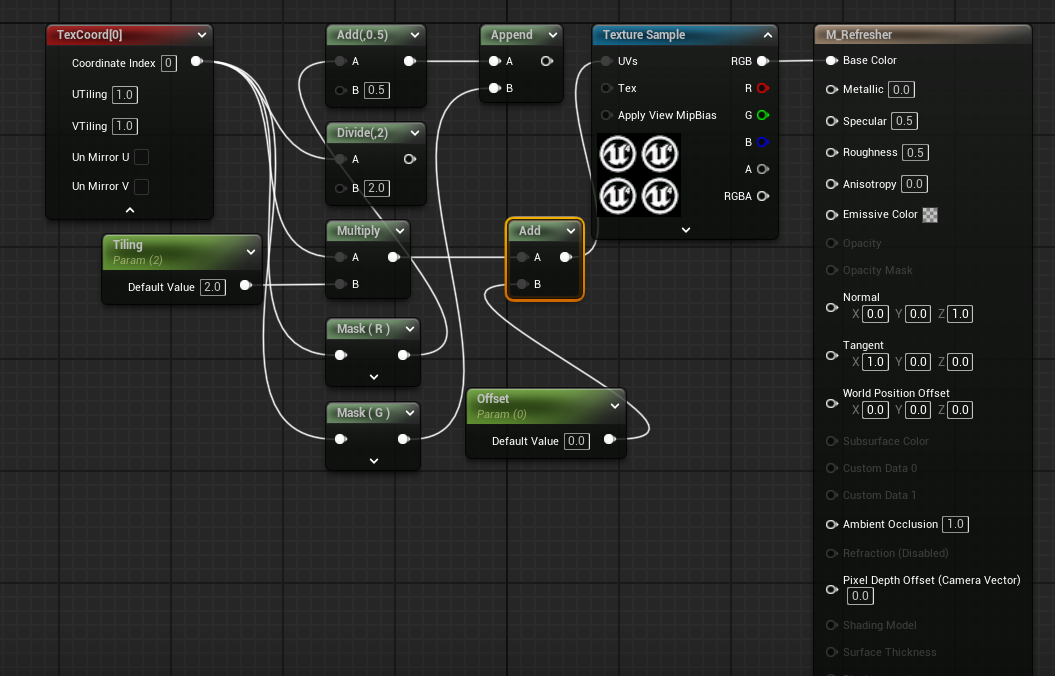 TexCoord[0]
Coordinate Index 0
UTiling 1.0
VTiling 1.0
Un Mirror U
Un Mirror V
Tiling
Param (2)
Default Value 2.0
Add(,0.5)
A
B 0.5
Divide(,2)
A
B 2.0
Multiply
A
B
Mask ( R )
Mask ( G )
Append
A
B
Add
A
B
Offset
Param (0)
Default Value 0.0
Texture Sample
UVs RGB
Tex R
Apply View MipBias G
B
A
RGBA
M_Refresher
Base Color
Metallic 0.0
Specular 0.5
Roughness 0.5
Anisotropy 0.0
Emissive Color
Opacity
Opacity Mask
Normal
X 0.0 Y 0.0 Z 1.0
Tangent
X 1.0 Y 0.0 Z 0.0
World Position Offset
X 0.0 Y 0.0 Z 0.0
Subsurface Color
Custom Data 0
Custom Data 1
Ambient Occlusion 1.0
Refraction (Disabled)
Pixel Depth Offset (Camera Vector)
0.0
Shading Model
Surface Thickness